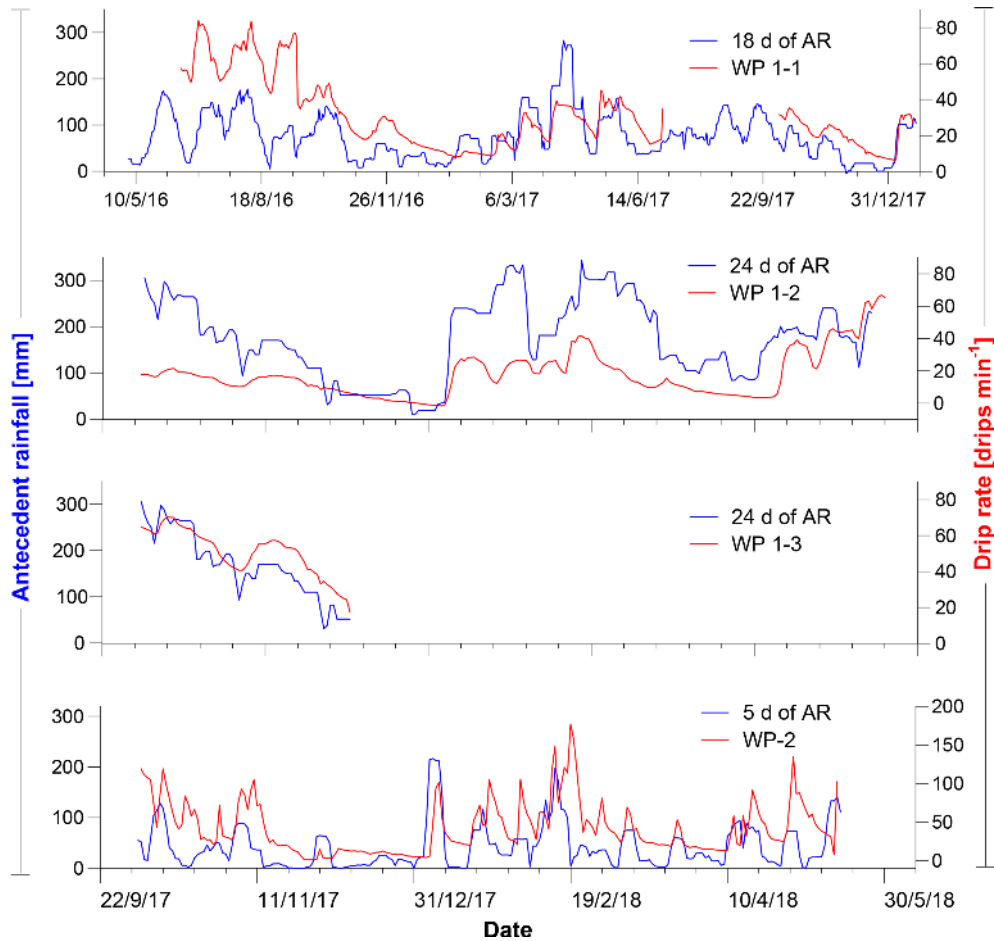 300
200
100
0
80
60
40
20
0
18 d of AR
WP 1-1
10/5/16 18/8/16 26/11/16 6/3/17 14/6/17 22/9/17 31/12/17
300
200
100
0
80
60
40
20
0
24 d of AR
WP 1-2
300
200
100
0
80
60
40
20
0
24 d of AR
WP 1-3
300
200
100
0
200
150
100
50
0
5 d of AR
WP-2
22/9/17 11/11/17 31/12/17 19/2/18 10/4/18 30/5/18
Date
Antecedent rainfall [mm]
Drip rate [drips min⁻¹]